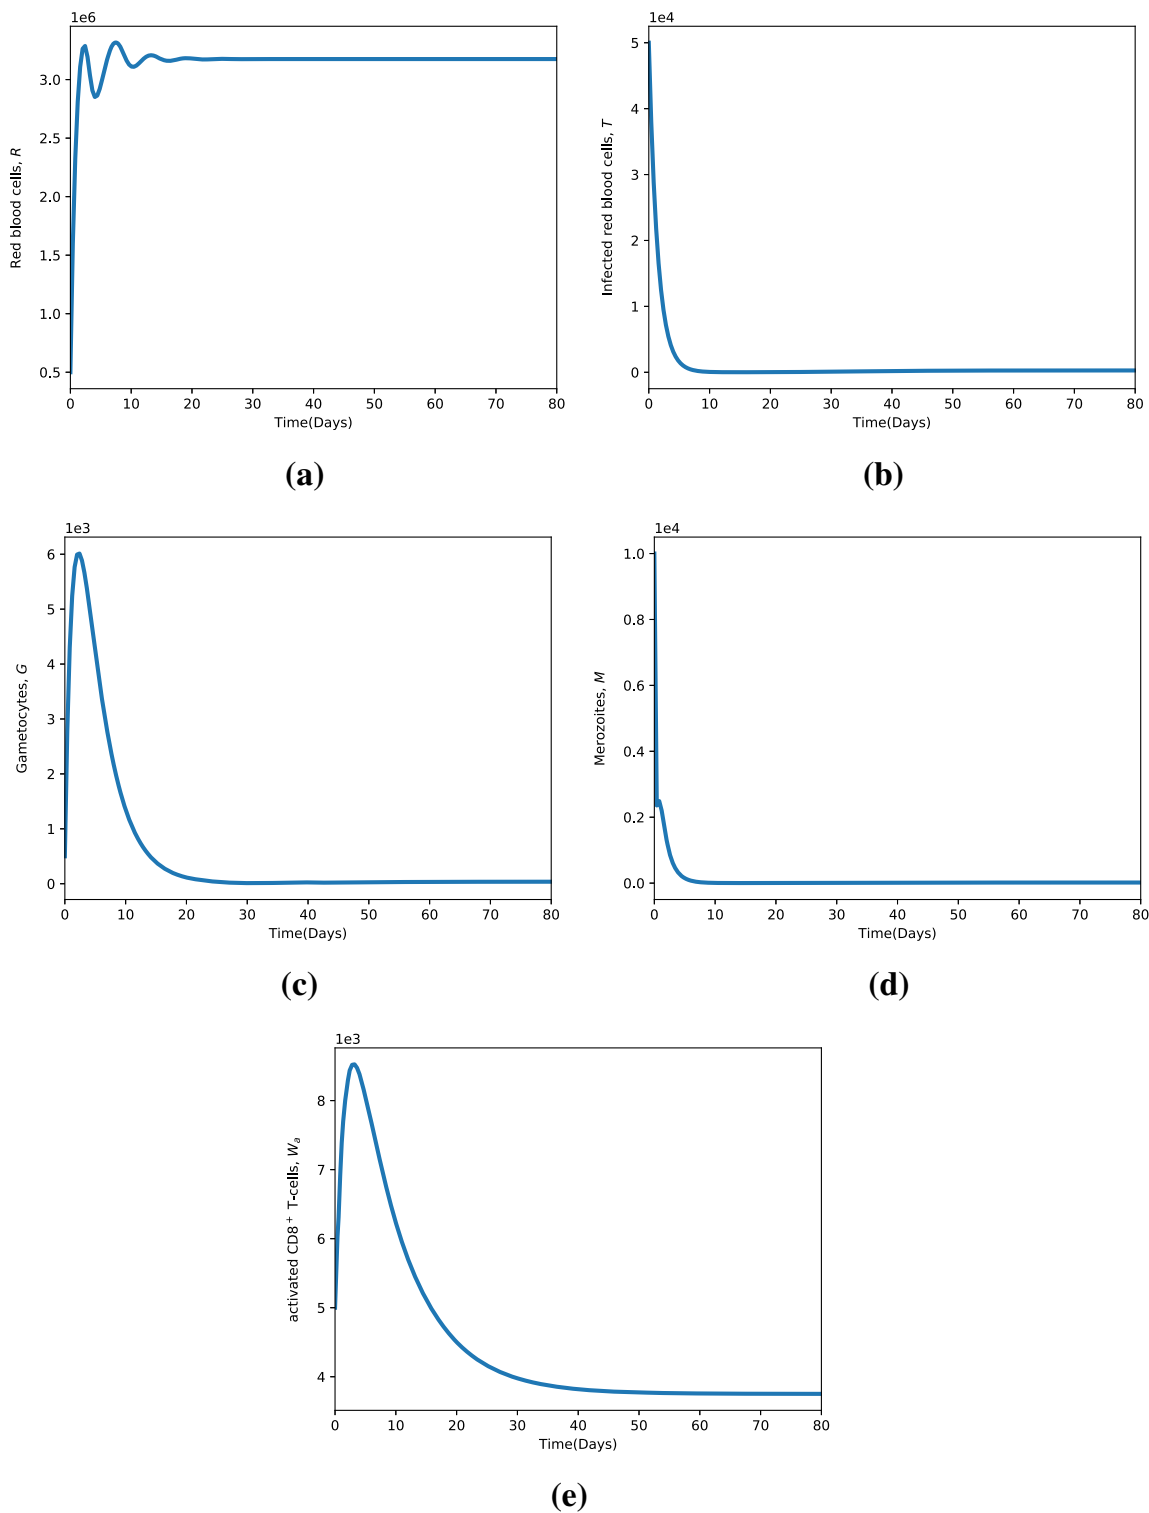 1e6
Red blood cells, R
3.0
2.5
2.0
1.5
1.0
0.5
0 10 20 30 40 50 60 70 80
Time(Days)
(a)
1e4
Infected red blood cells, T
5
4
3
2
1
0
0 10 20 30 40 50 60 70 80
Time(Days)
(b)
1e3
Gametocytes, G
6
5
4
3
2
1
0
0 10 20 30 40 50 60 70 80
Time(Days)
(c)
1e4
Merozoites, M
1.0
0.8
0.6
0.4
0.2
0.0
0 10 20 30 40 50 60 70 80
Time(Days)
(d)
1e3
activated CD8⁺ T-cells, Wₐ
8
7
6
5
4
0 10 20 30 40 50 60 70 80
Time(Days)
(e)